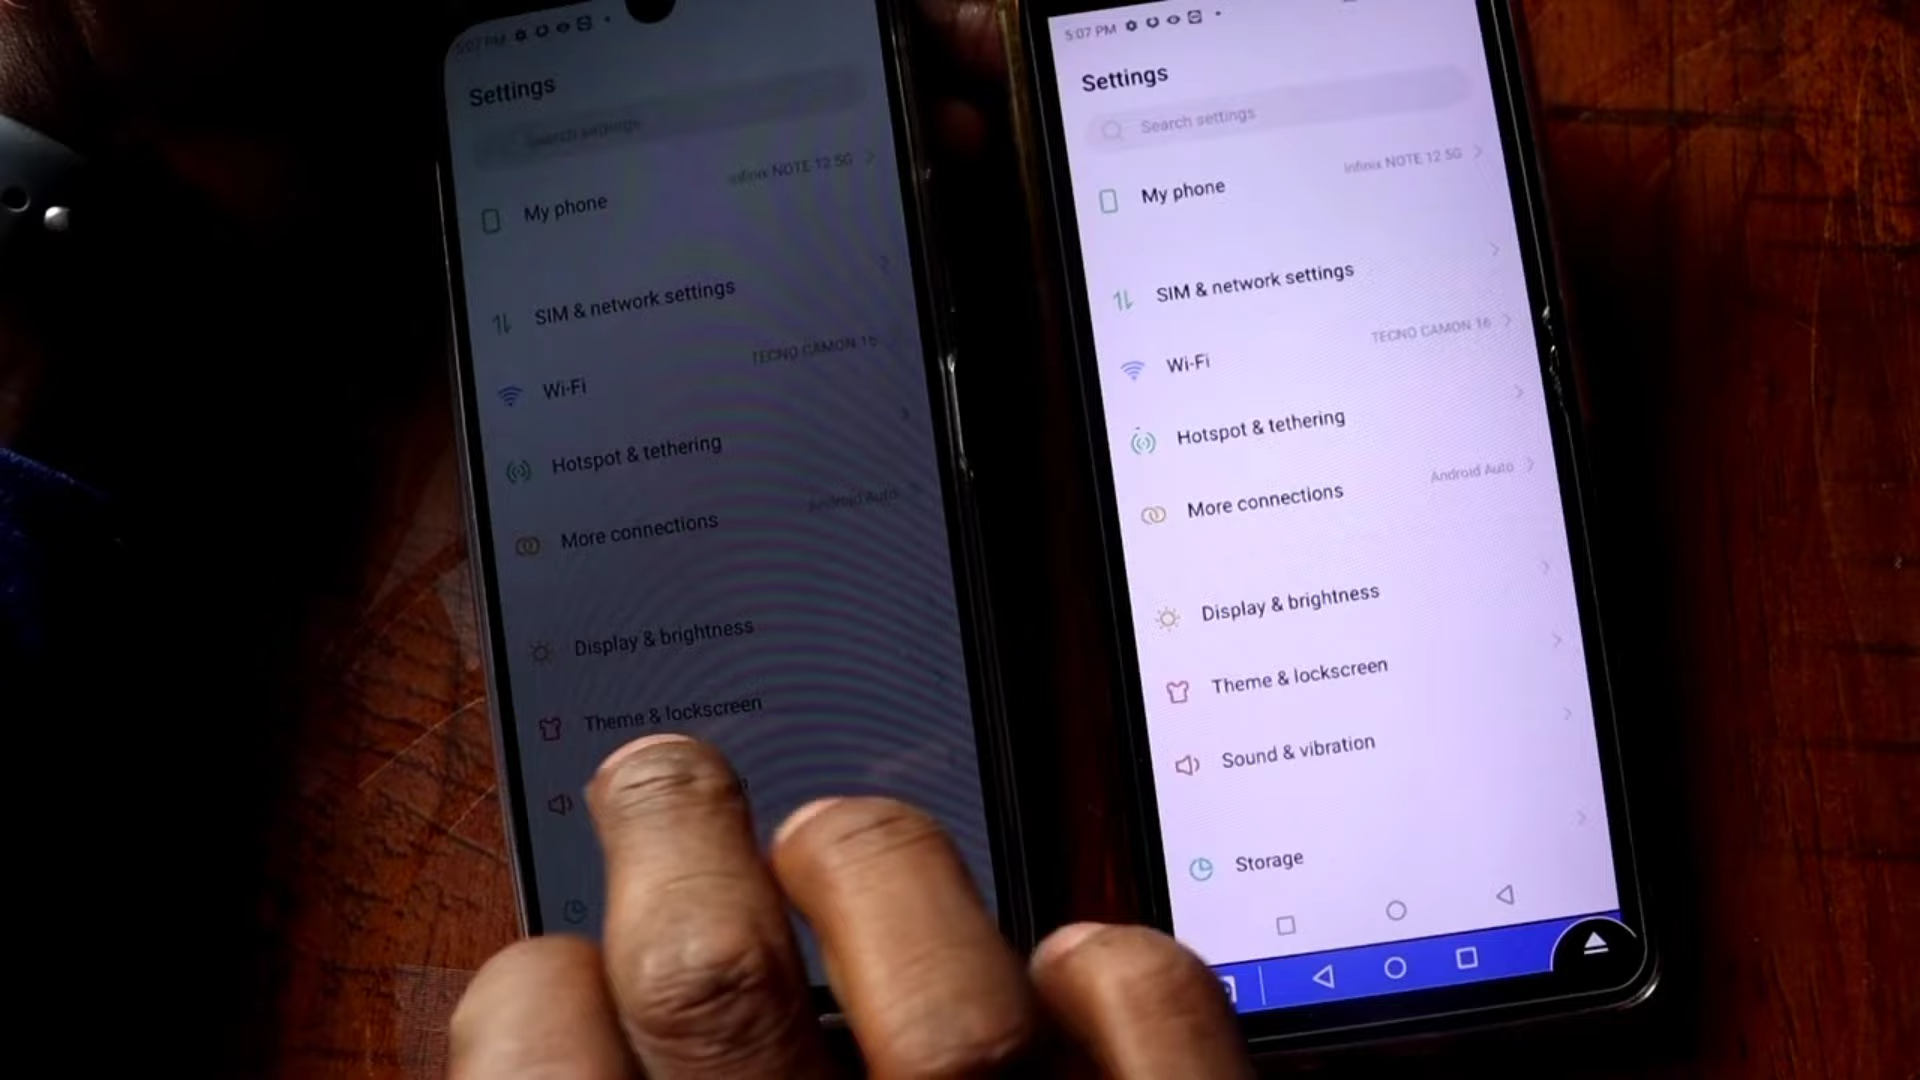 5:07 PM
Settings
Search settings
Infinix NOTE 12 5G
My phone
SIM & network settings
TECNO CAMON 16
Wi-Fi
Hotspot & tethering
Android Auto
More connections
Display & brightness
Theme & lockscreen
5:07 PM
Settings
Search settings
Infinix NOTE 12 5G
My phone
SIM & network settings
TECNO CAMON 16
Wi-Fi
Hotspot & tethering
Android Auto
More connections
Display & brightness
Theme & lockscreen
Sound & vibration
Storage